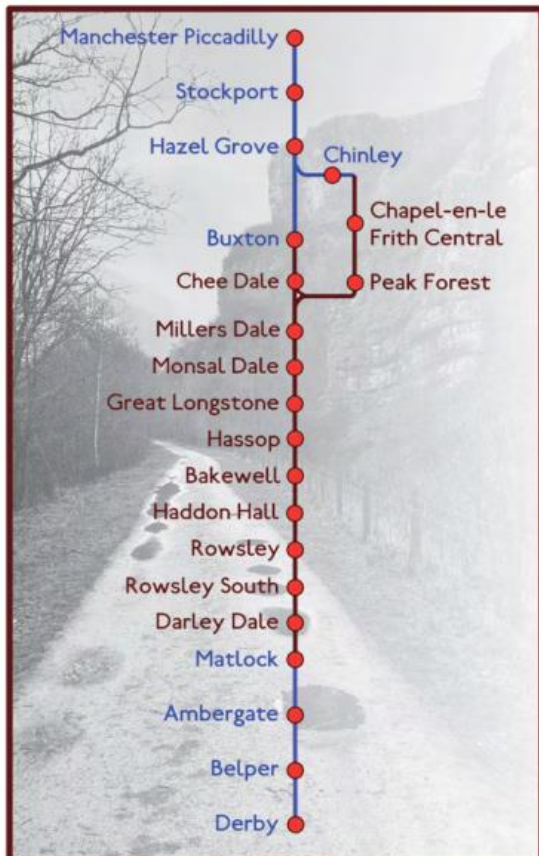 Manchester Piccadilly
Stockport
Hazel Grove
Chinley
Chapel-en-le
Frith Central
Buxton
Chee Dale
Peak Forest
Millers Dale
Monsal Dale
Great Longstone
Hassop
Bakewell
Haddon Hall
Rowsley
Rowsley South
Darley Dale
Matlock
Ambergate
Belper
Derby